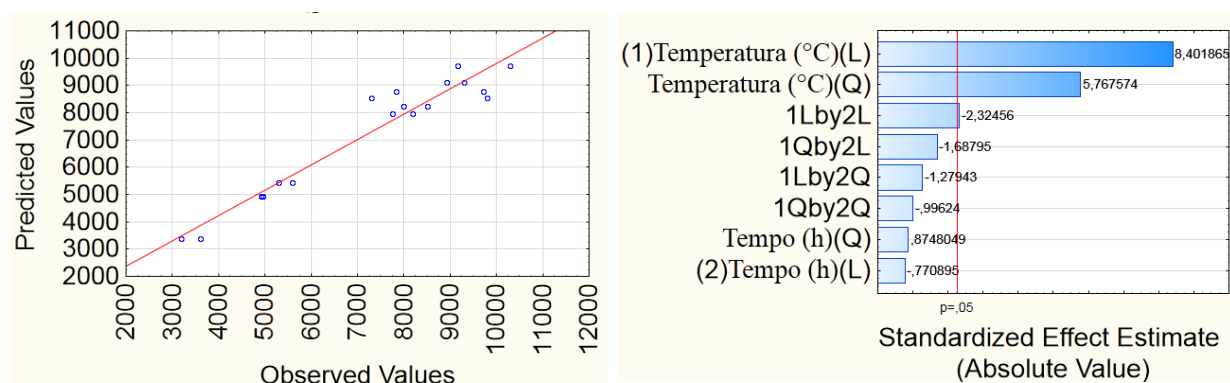 11000
10000
9000
8000
7000
6000
5000
4000
3000
2000
Predicted Values
2000
3000
4000
5000
6000
7000
8000
9000
10000
11000
12000
Observed Values
(1)Temperatura (°C)(L)
8,401865
Temperatura (°C)(Q)
5,767574
1Lby2L
-2,32456
1Qby2L
-1,68795
1Lby2Q
-1,27943
1Qby2Q
-,99624
Tempo (h)(Q)
,8748049
(2)Tempo (h)(L)
-,770895
p=,05
Standardized Effect Estimate
(Absolute Value)